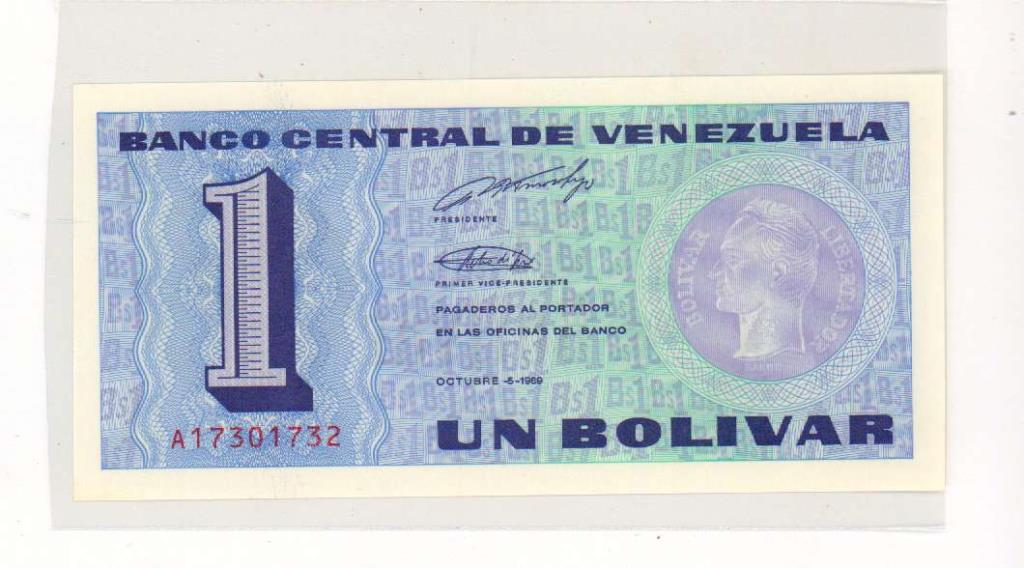 BANCO CENTRAL DE VENEZUELA
1
PRESIDENTE
PRIMER VICE-PRESIDENTE
PAGADEROS AL PORTADOR
EN LAS OFICINAS DEL BANCO
OCTUBRE -5-1989
BOLIVAR LIBERTADOR
A17301732
UN BOLIVAR